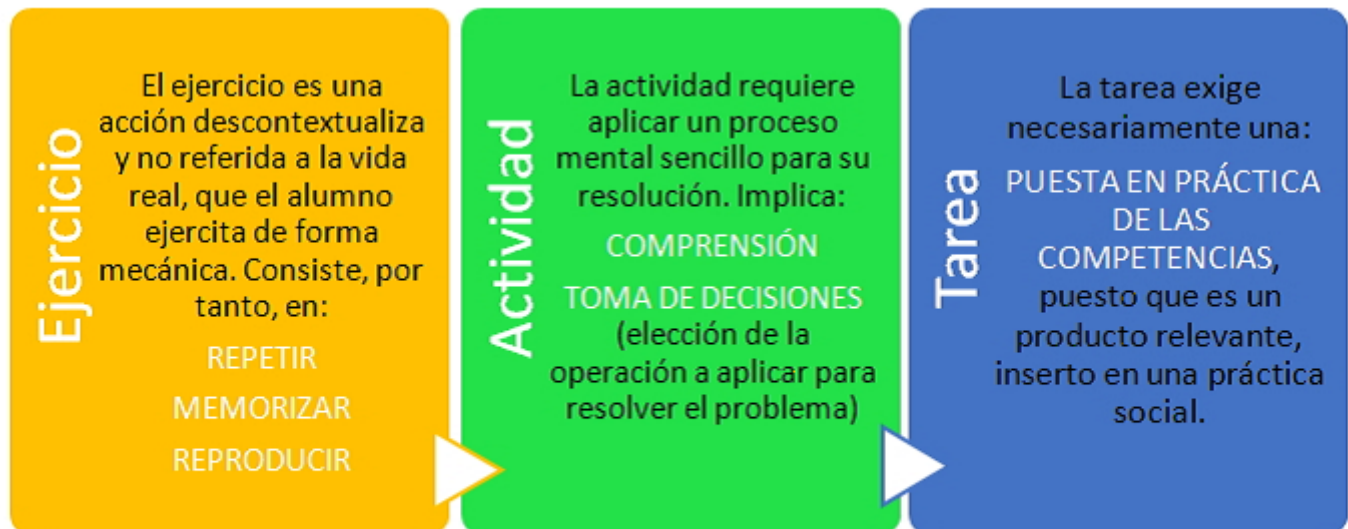 Ejercicio
El ejercicio es una
acción descontextualiza
y no referida a la vida
real, que el alumno
ejercita de forma
mecánica. Consiste, por
tanto, en:
REPETIR
MEMORIZAR
REPRODUCIR
Actividad
La actividad requiere
aplicar un proceso
mental sencillo para su
resolución. Implica:
COMPRENSIÓN
TOMA DE DECISIONES
(elección de la
operación a aplicar para
resolver el problema)
Tarea
La tarea exige
necesariamente una:
PUESTA EN PRÁCTICA
DE LAS
COMPETENCIAS,
puesto que es un
producto relevante,
inserto en una práctica
social.